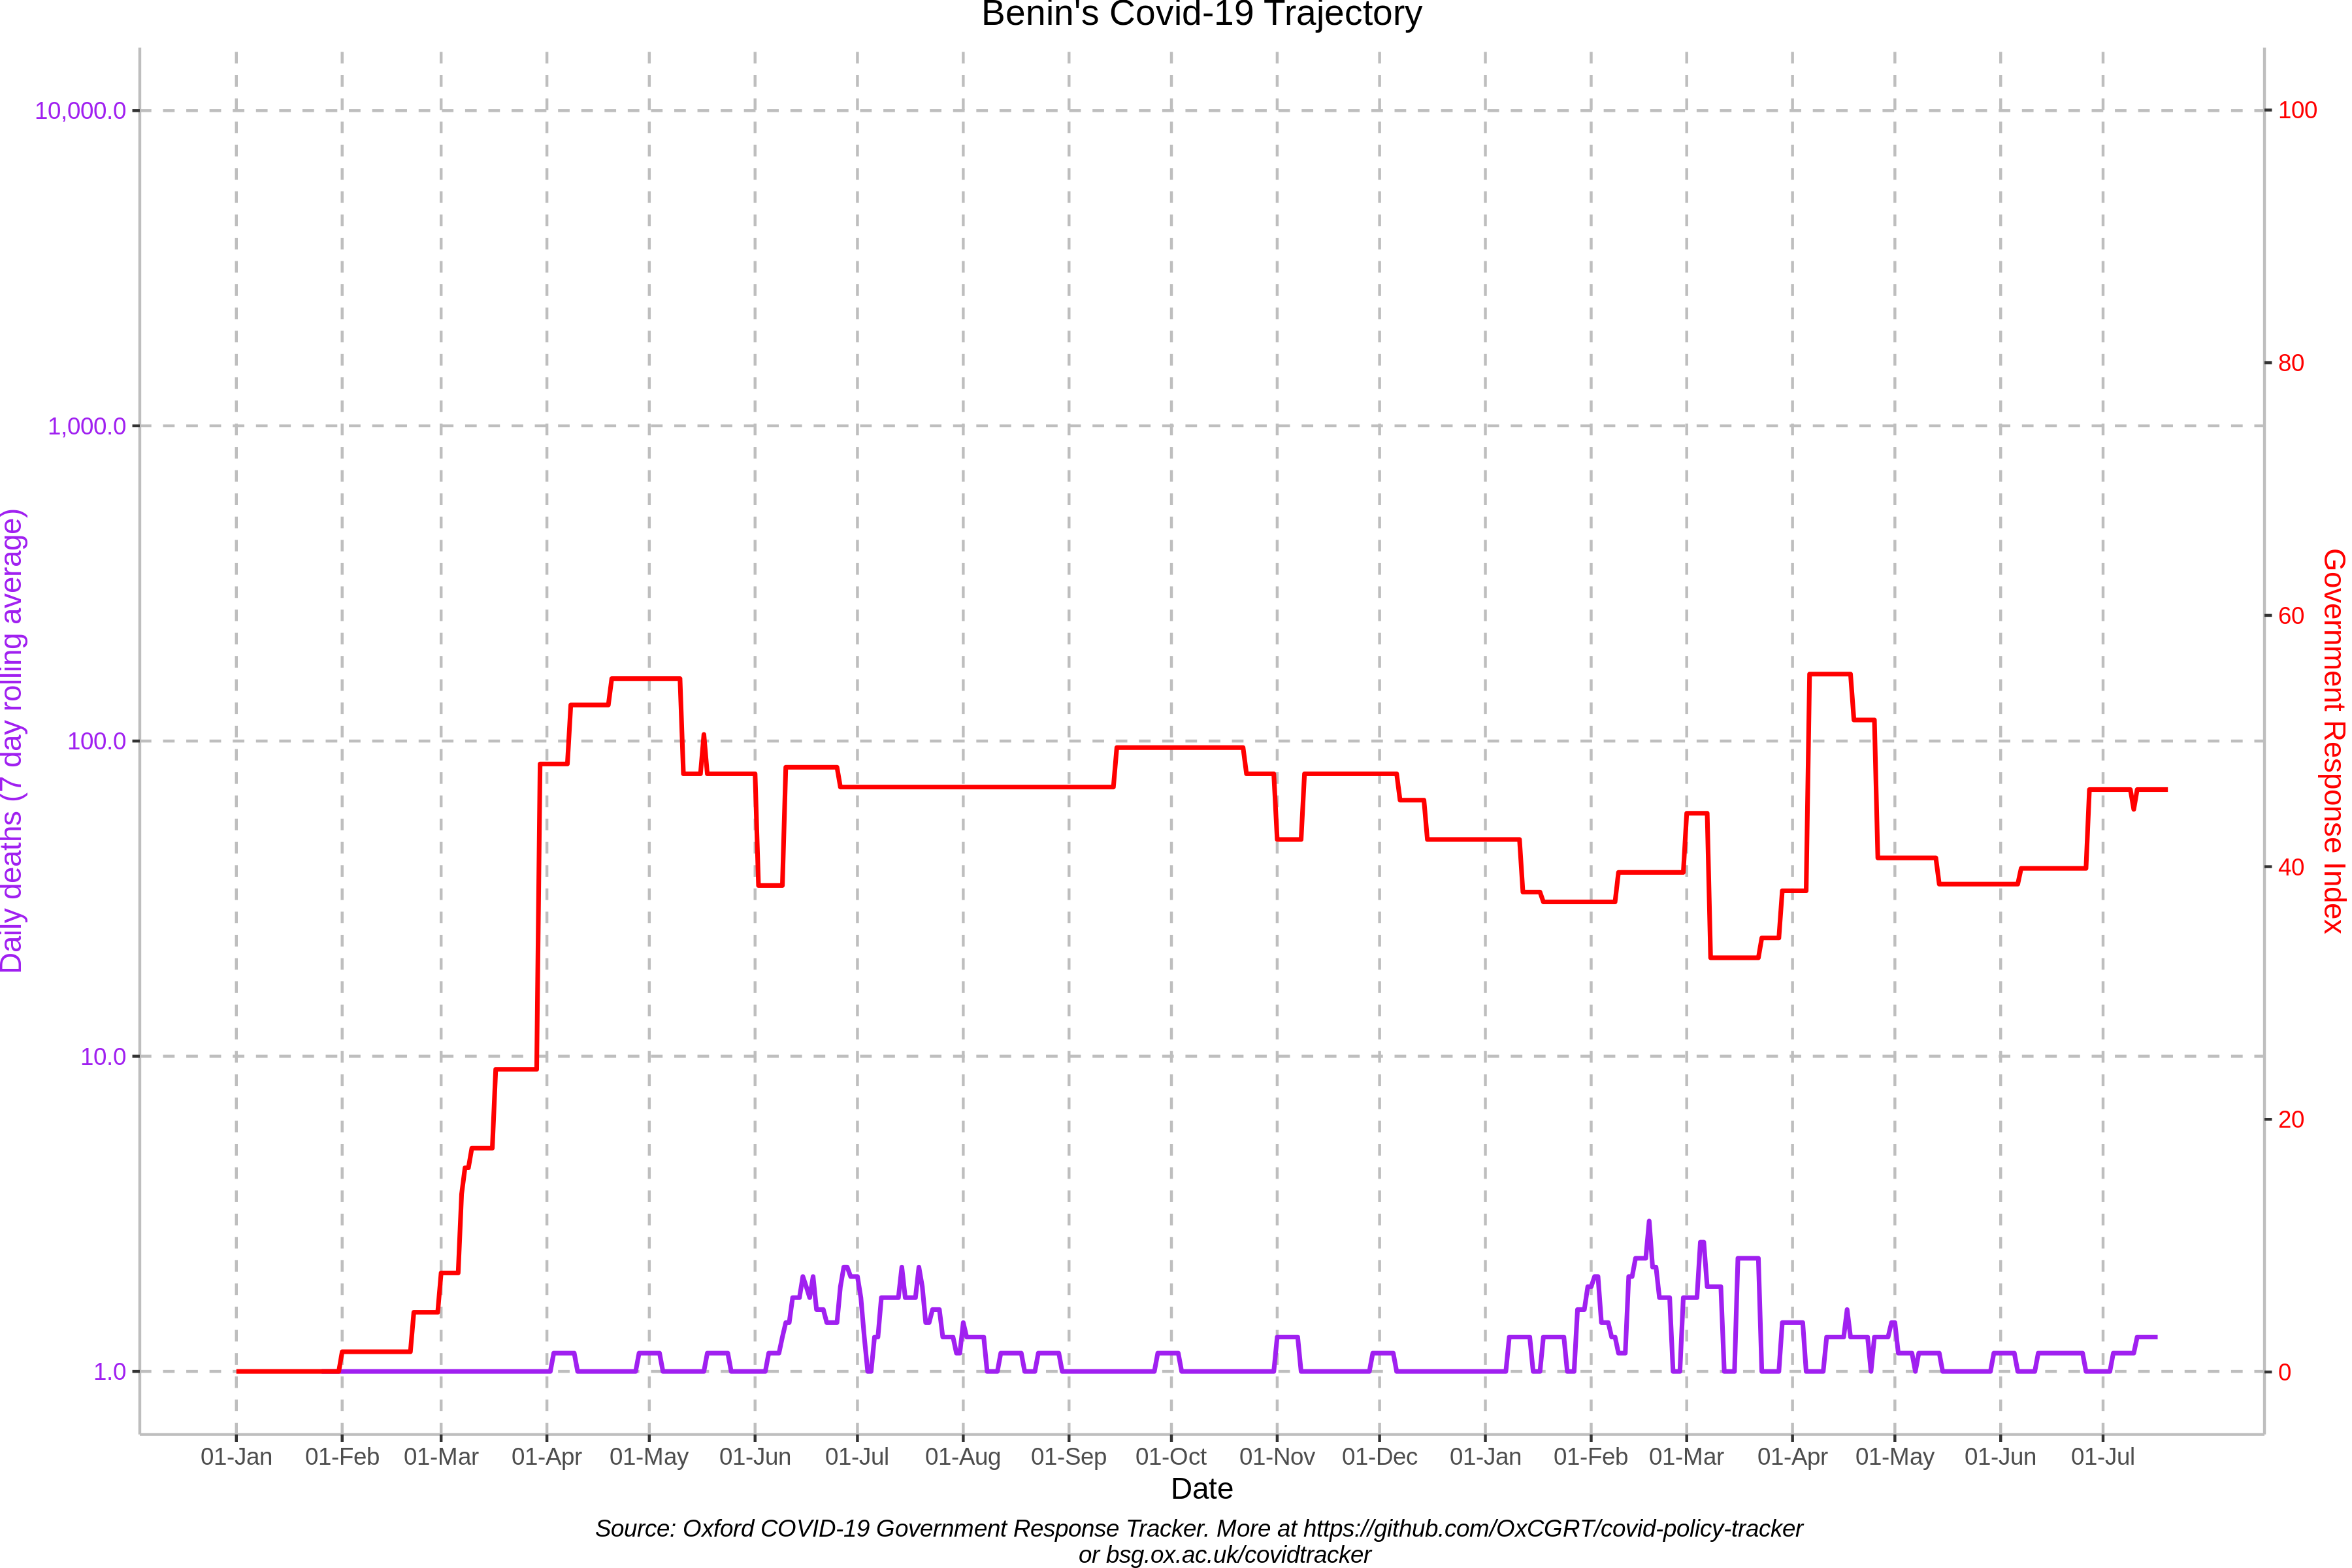 Benin's Covid-19 Trajectory
10,000.0
1,000.0
100.0
10.0
1.0
Daily deaths (7 day rolling average)
100
80
60
40
20
0
Government Response Index
01-Jan 01-Feb 01-Mar 01-Apr 01-May 01-Jun 01-Jul 01-Aug 01-Sep 01-Oct 01-Nov 01-Dec 01-Jan 01-Feb 01-Mar 01-Apr 01-May 01-Jun 01-Jul
Date
Source: Oxford COVID-19 Government Response Tracker. More at https://github.com/OxCGRT/covid-policy-tracker
or bsg.ox.ac.uk/covidtracker